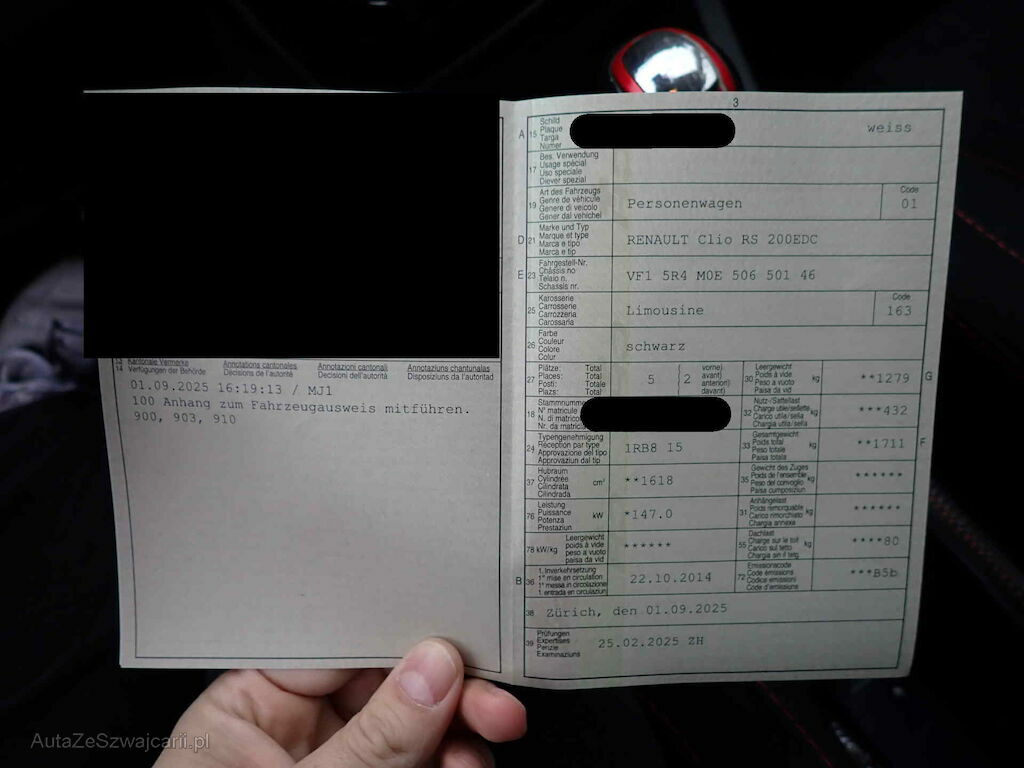 3
A 15 Schild
Plaque
Targa
Numer
weiss
17 Bes. Verwendung
Usage spécial
Uso speciale
Diever spezial
19 Art des Fahrzeugs
Genre de véhicule
Genere di veicolo
Gener dal vehichel
Personenwagen
Code
01
D 21 Marke und Typ
Marque et type
Marca e tipo
Marca e tip
RENAULT Clio RS 200EDC
E 23 Fahrgestell-Nr.
Châssis no
Telaio n.
Schassis nr.
VF1 5R4 M0E 506 501 46
25 Karosserie
Carrosserie
Carrozzeria
Carossaria
Limousine
Code
163
26 Farbe
Couleur
Colore
Colur
schwarz
27 Plätze: Total
Places: Total
Posti: Totale
Plazs: Total
5 { 2 vorne)
avant)
anteriori)
davant)
30 Leergewicht
Poids à vide
Peso a vuoto
Paisa da vid
kg
**1279 G
18 Stammnummer
N° matricule
N. di matricola
Nr. da matricla
32 Nutz-/Sattellast
Charge utile/sellette
Carico utile/sella
Chargia utila/sella
kg
***432
24 Typengenehmigung
Réception par type
Approvazione del tipo
Approvaziun dal tip
1RB8 15
33 Gesamtgewicht
Poids total
Peso totale
Paisa totala
kg
**1711 F
37 Hubraum
Cylindrée
Cilindrata
Cilindrada
cm³
**1618
35 Gewicht des Zuges
Poids de l'ensemble
Peso del convoglio
Paisa cumposiziun
kg
******
76 Leistung
Puissance
Potenza
Prestaziun
kW
*147.0
31 Anhängelast
Poids remorquable
Carico rimorchiato
Chargia annexa
kg
******
78 kW/kg Leergewicht
poids à vide
peso a vuoto
paisa da vid
******
55 Dachlast
Charge sur le toit
Carico sul tetto
Chargia sin il tetg
kg
****80
B 36 1. Inverkehrsetzung
1re mise en circulation
1a messa in circolazione
1. entrada en circulaziun
22.10.2014
72 Emissionscode
Code émissions
Codice emissioni
Code d'emissiuns
***B5b
38 Zürich, den 01.09.2025
39 Prüfungen
Expertises
Perizie
Examinaziuns
25.02.2025 ZH
14 Kantonale Vermerke
Verfügungen der Behörde
Annotations cantonales
Décisions de l'autorité
Annotazioni cantonali
Decisioni dell'autorità
Annotaziuns chantunalas
Disposiziuns da l'autoritad
01.09.2025 16:19:13 / MJ1
100 Anhang zum Fahrzeugausweis mitführen.
900, 903, 910
AutaZeSzwajcarii.pl